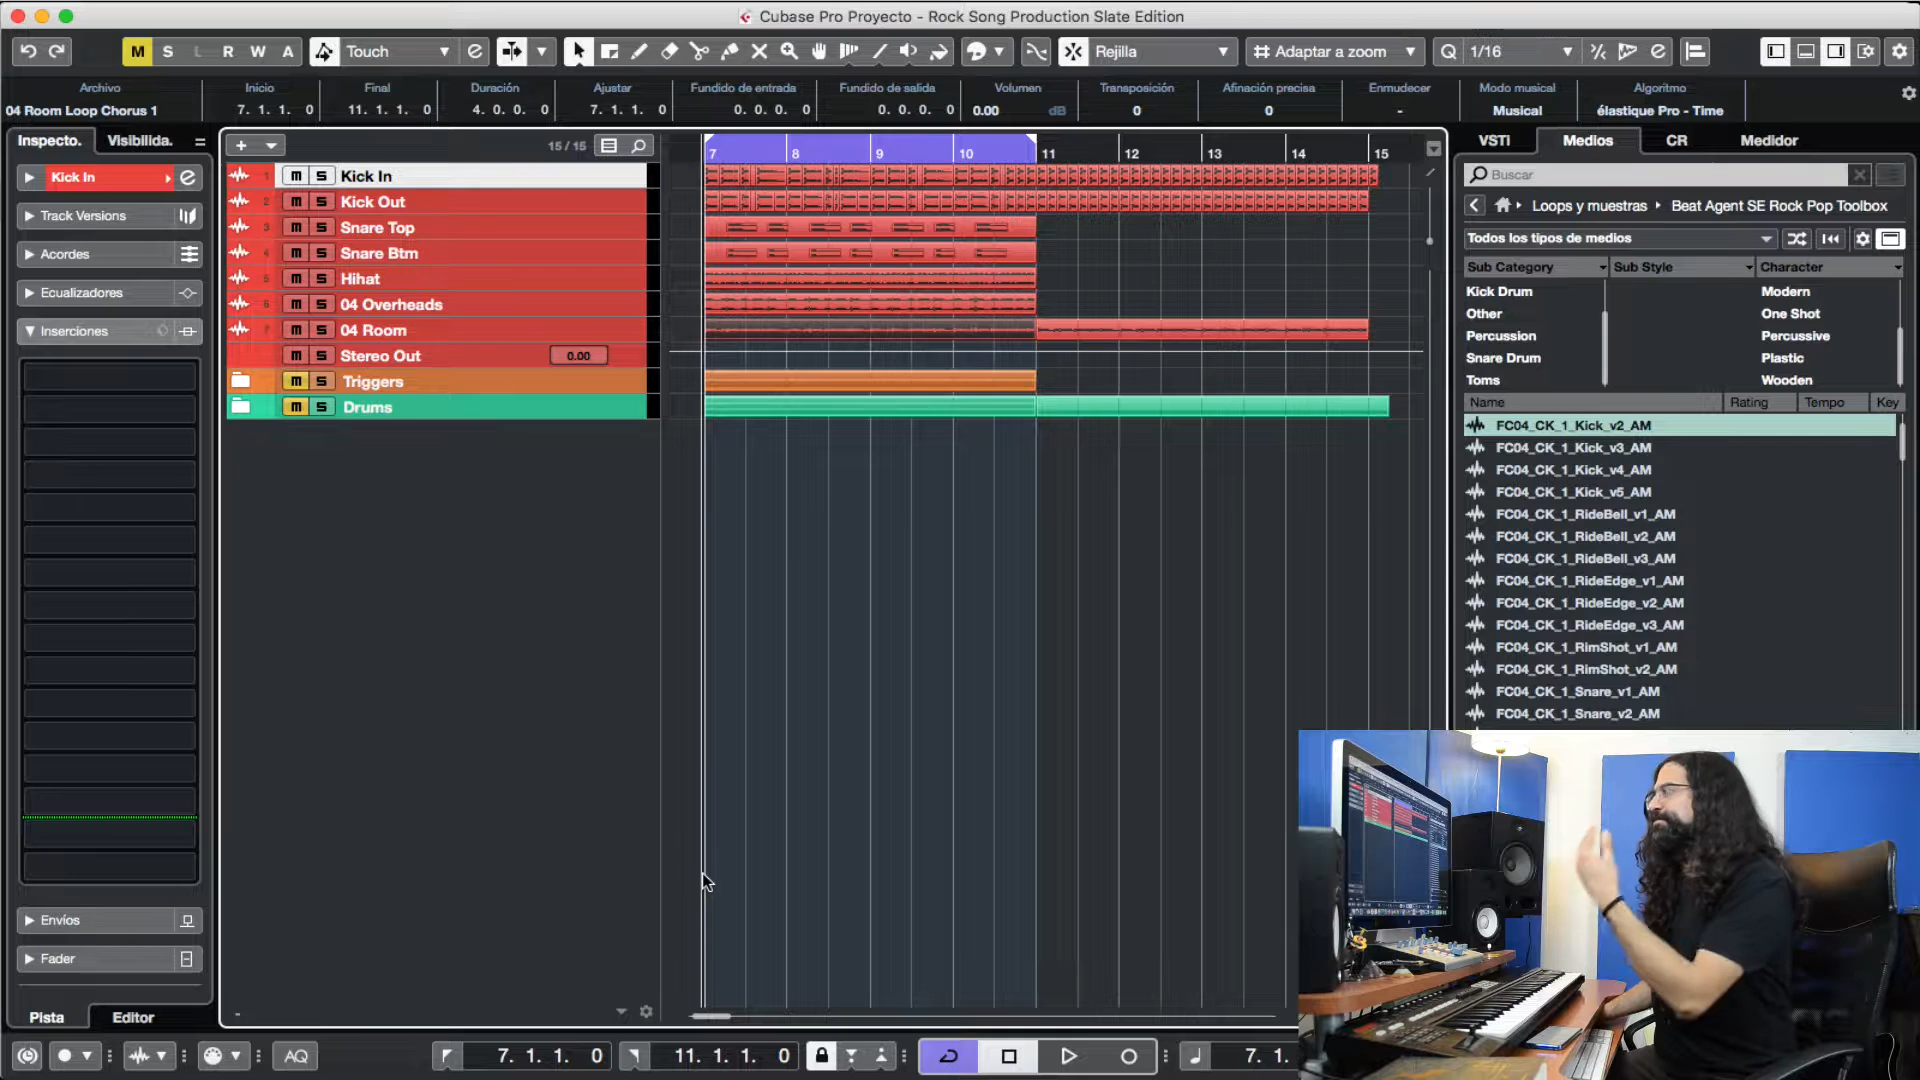 Cubase Pro Proyecto - Rock Song Production Slate Edition
M S L R W A Touch Rejilla Adaptar a zoom Q 1/16
Archivo Inicio Final Duración Ajustar Fundido de entrada Fundido de salida Volumen Transposición Afinación precisa Enmudecer Modo musical Algoritmo
04 Room Loop Chorus 1 7. 1. 1. 0 11. 1. 1. 0 4. 0. 0. 0 7. 1. 1. 0 0. 0. 0. 0 0. 0. 0. 0 0.00 dB 0 0 - Musical élastique Pro - Time
Inspecto. Visibilida.
Kick In
Track Versions
Acordes
Ecualizadores
Inserciones
Envíos
Fader
Pista Editor
15 / 15
7 8 9 10 11 12 13 14 15
1 m S Kick In
2 m S Kick Out
3 m S Snare Top
4 m S Snare Btm
5 m S Hihat
6 m S 04 Overheads
7 m S 04 Room
m S Stereo Out 0.00
m S Triggers
m S Drums
VSTi Medios CR Medidor
Buscar
Loops y muestras Beat Agent SE Rock Pop Toolbox
Todos los tipos de medios
Sub Category Sub Style Character
Kick Drum Modern
Other One Shot
Percussion Percussive
Snare Drum Plastic
Toms Wooden
Name Rating Tempo Key
FC04_CK_1_Kick_v2_AM
FC04_CK_1_Kick_v3_AM
FC04_CK_1_Kick_v4_AM
FC04_CK_1_Kick_v5_AM
FC04_CK_1_RideBell_v1_AM
FC04_CK_1_RideBell_v2_AM
FC04_CK_1_RideBell_v3_AM
FC04_CK_1_RideEdge_v1_AM
FC04_CK_1_RideEdge_v2_AM
FC04_CK_1_RideEdge_v3_AM
FC04_CK_1_RimShot_v1_AM
FC04_CK_1_RimShot_v2_AM
FC04_CK_1_Snare_v1_AM
FC04_CK_1_Snare_v2_AM
AQ 7. 1. 1. 0 11. 1. 1. 0 7. 1.